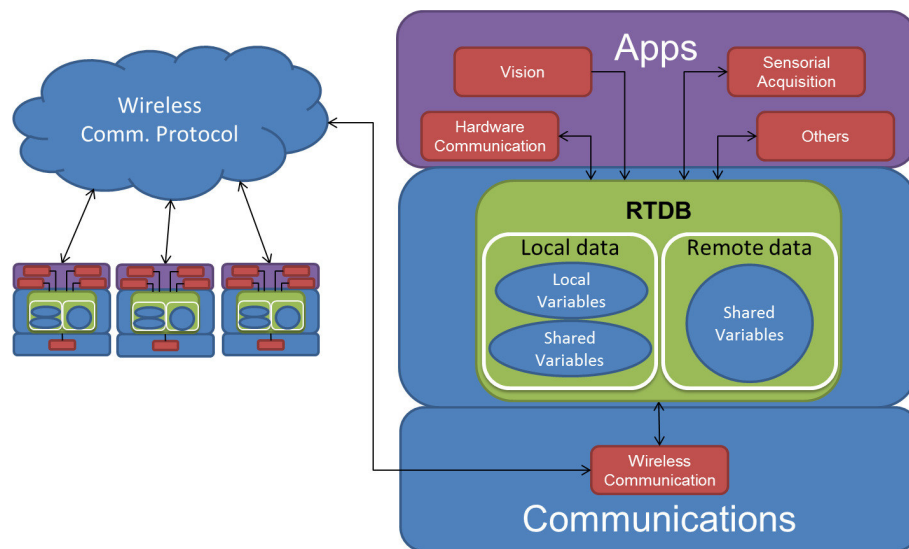 Wireless
Comm. Protocol
Apps
Vision
Sensorial
Acquisition
Hardware
Communication
Others
RTDB
Local data
Remote data
Local
Variables
Shared
Variables
Shared
Variables
Wireless
Communication
Communications